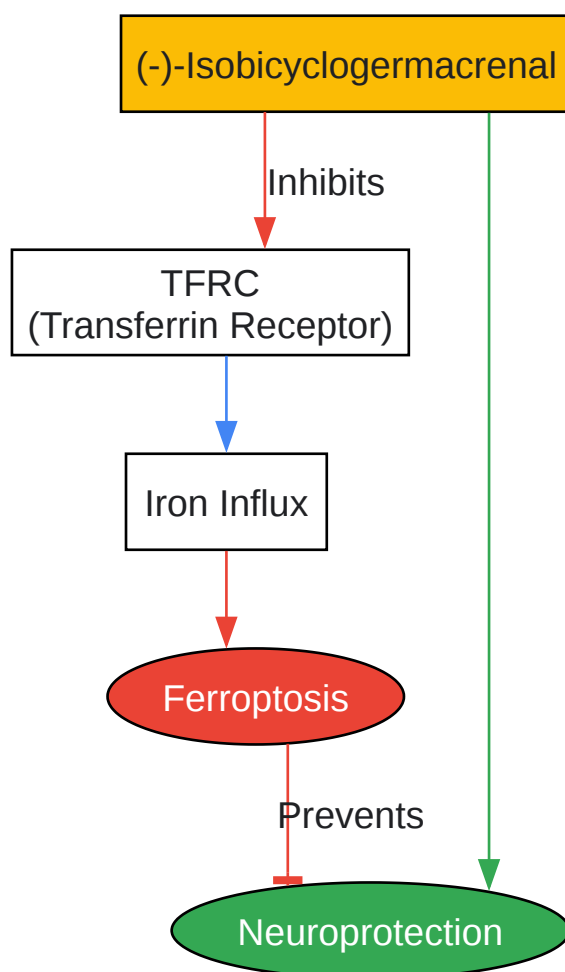 (-)-Isobicyclogermacrenal
Inhibits
TFRC
(Transferrin Receptor)
Iron Influx
Ferroptosis
Prevents
Neuroprotection